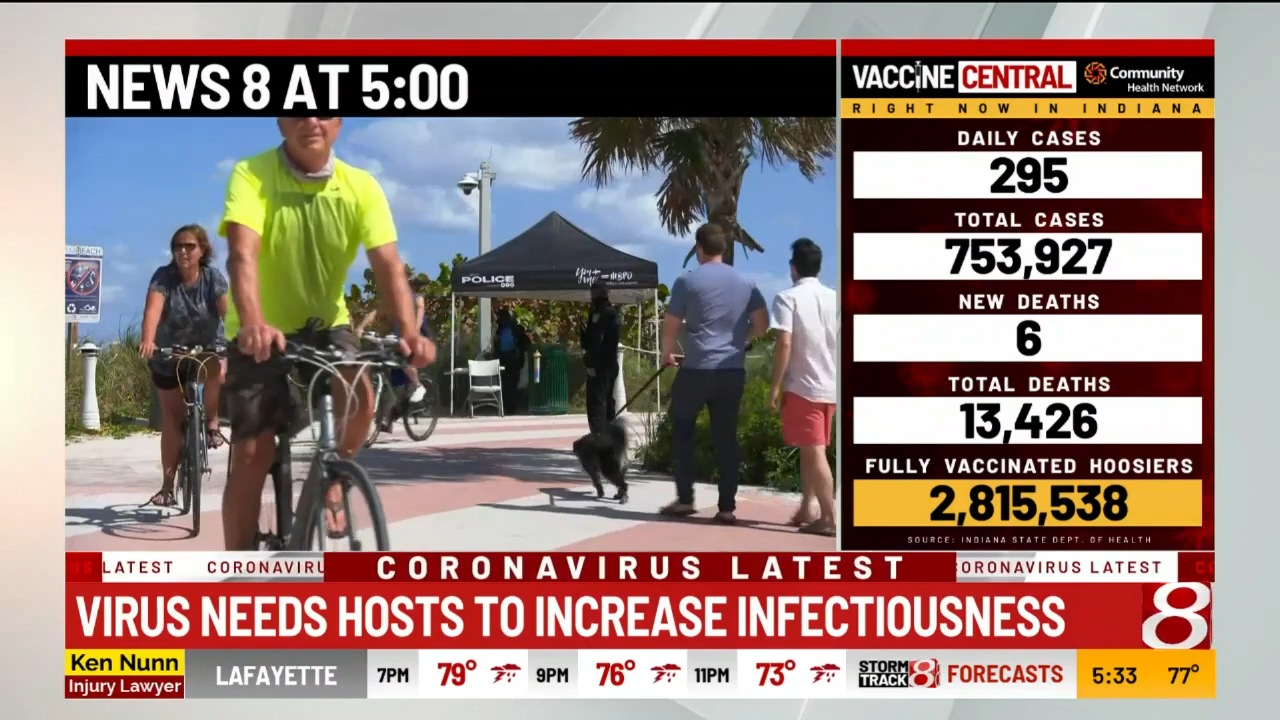 NEWS 8 AT 5:00
VACCINE CENTRAL
Community
Health Network
RIGHT NOW IN INDIANA
DAILY CASES
295
TOTAL CASES
753,927
NEW DEATHS
6
TOTAL DEATHS
13,426
FULLY VACCINATED HOOSIERS
2,815,538
SOURCE: INDIANA STATE DEPT. OF HEALTH
BEACH
POLICE
LATEST CORONAVIRU
CORONAVIRUS LATEST
ORONAVIRUS LATEST
VIRUS NEEDS HOSTS TO INCREASE INFECTIOUSNESS
8
Ken Nunn
Injury Lawyer
LAFAYETTE 7PM 79° 9PM 76° 11PM 73°
STORM
TRACK 8 FORECASTS
5:33 77°